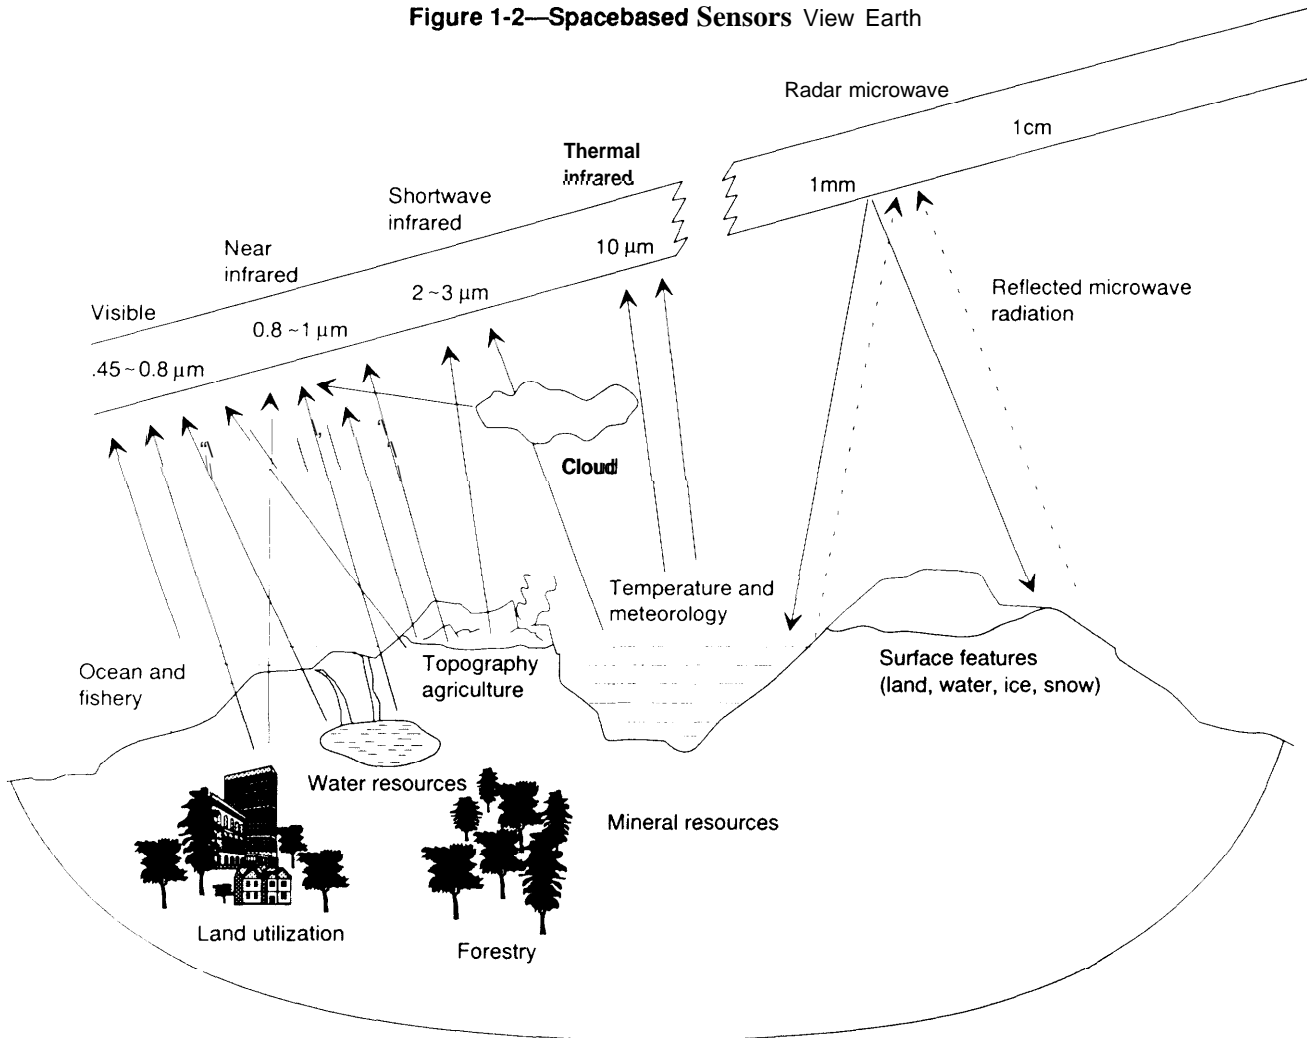 Figure 1-2—Spacebased Sensors View Earth
Radar microwave
1cm
Thermal
infrared
1mm
Shortwave
infrared
Near
infrared
10 μm
2~3 μm
Reflected microwave
radiation
Visible
0.8~1 μm
.45~0.8 μm
Cloud
Temperature and
meteorology
Ocean and
fishery
Topography
agriculture
Surface features
(land, water, ice, snow)
Water resources
Mineral resources
Land utilization
Forestry